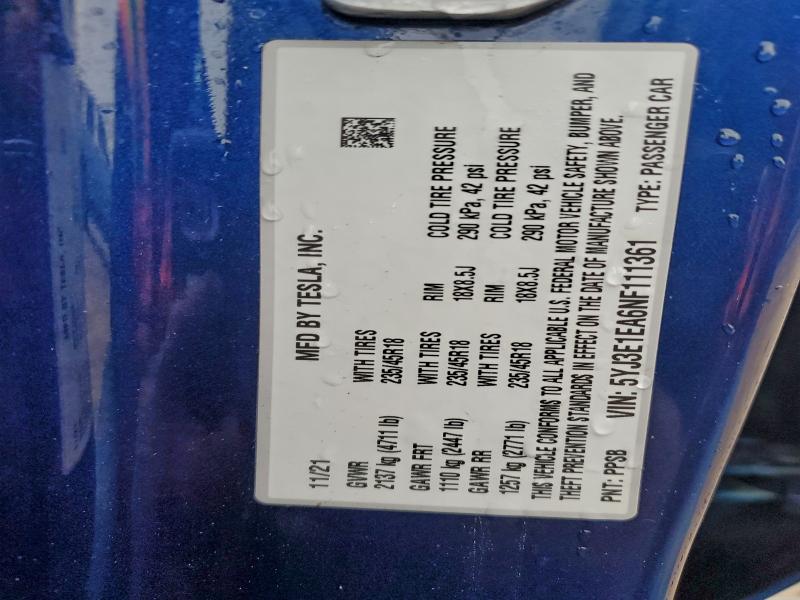 MFD BY TESLA, INC.
11/21
GVWR WITH TIRES RIM COLD TIRE PRESSURE
2137 kg (4711 lb) 235/45R18 18X8.5J 290 kPa, 42 psi
GAWR FRT WITH TIRES RIM COLD TIRE PRESSURE
1110 kg (2447 lb) 235/45R18 18X8.5J 290 kPa, 42 psi
GAWR RR WITH TIRES
1257 kg (2771 lb) 235/45R18
THIS VEHICLE CONFORMS TO ALL APPLICABLE U.S. FEDERAL MOTOR VEHICLE SAFETY, BUMPER, AND
THEFT PREVENTION STANDARDS IN EFFECT ON THE DATE OF MANUFACTURE SHOWN ABOVE.
PNT: PPSB VIN: 5YJ3E1EA6NF111361 TYPE: PASSENGER CAR